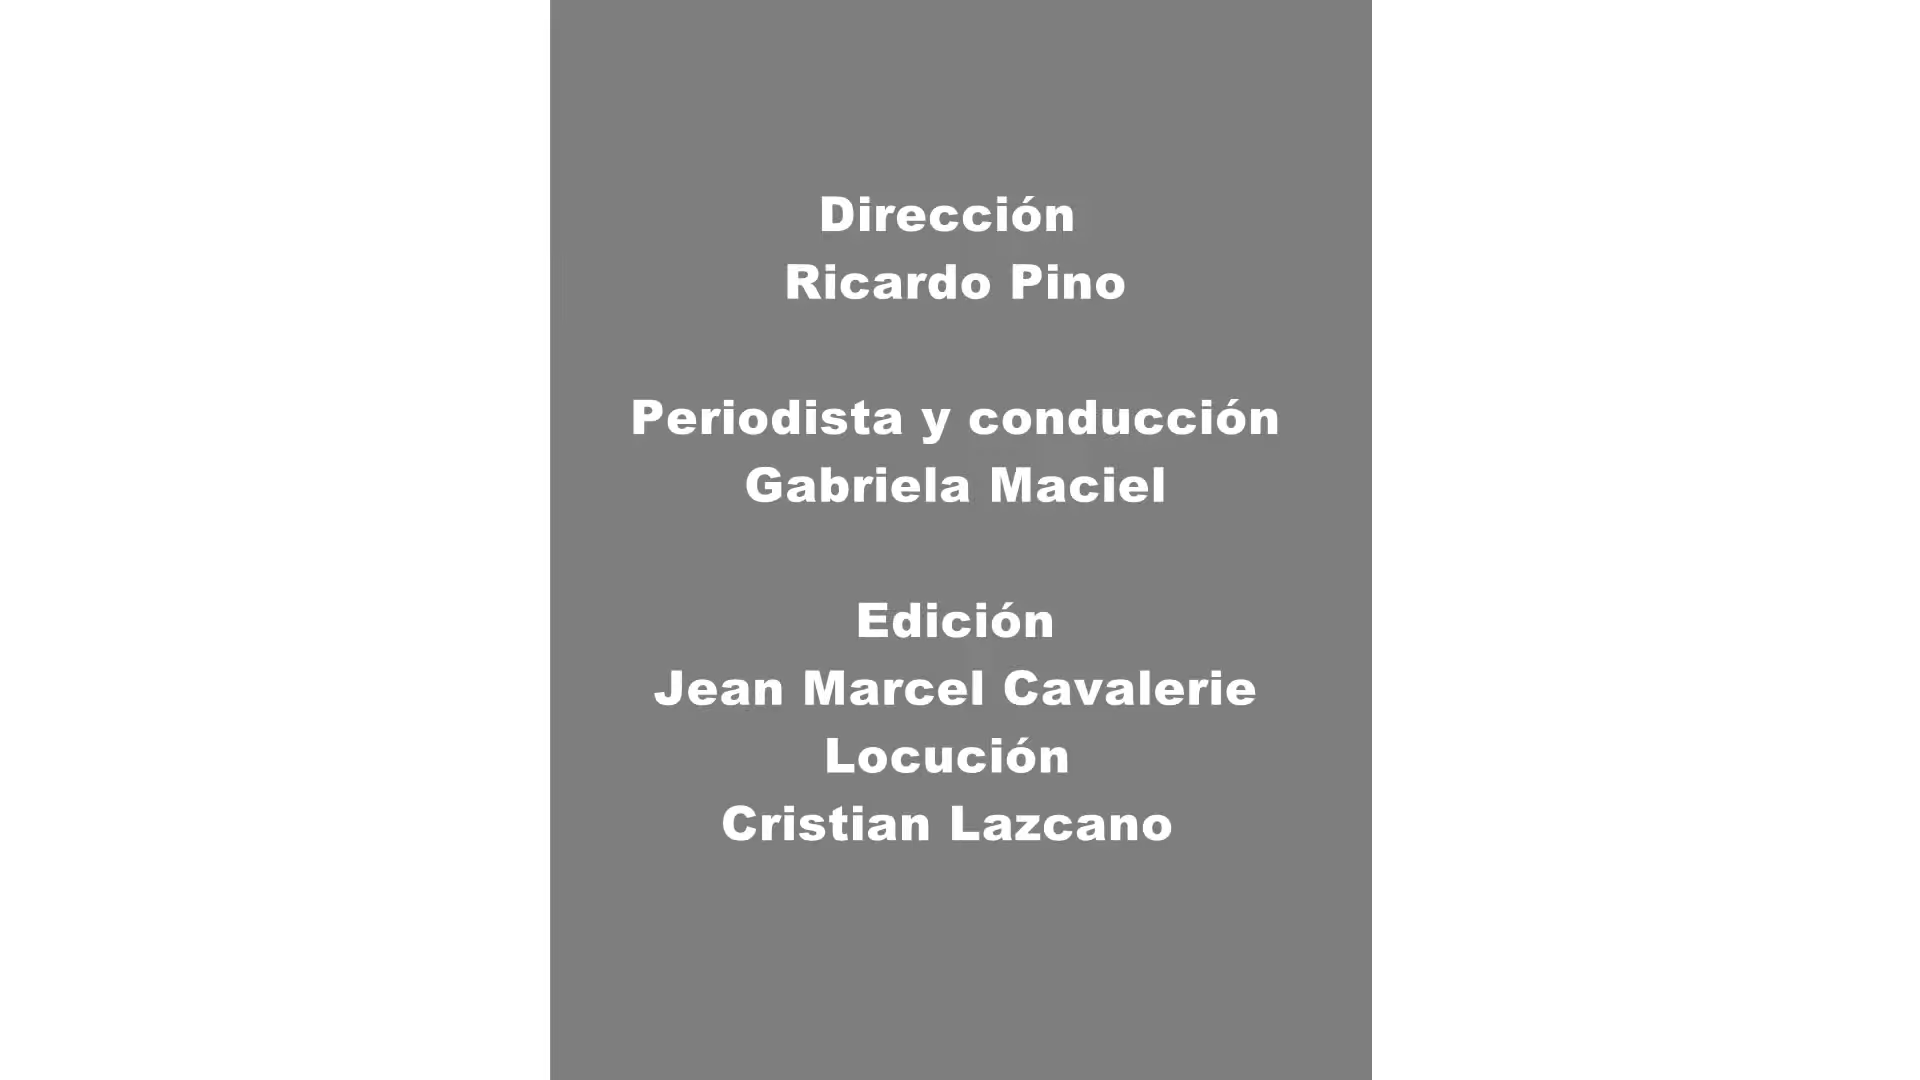 Dirección
Ricardo Pino
Periodista y conducción
Gabriela Maciel
Edición
Jean Marcel Cavalerie
Locución
Cristian Lazcano